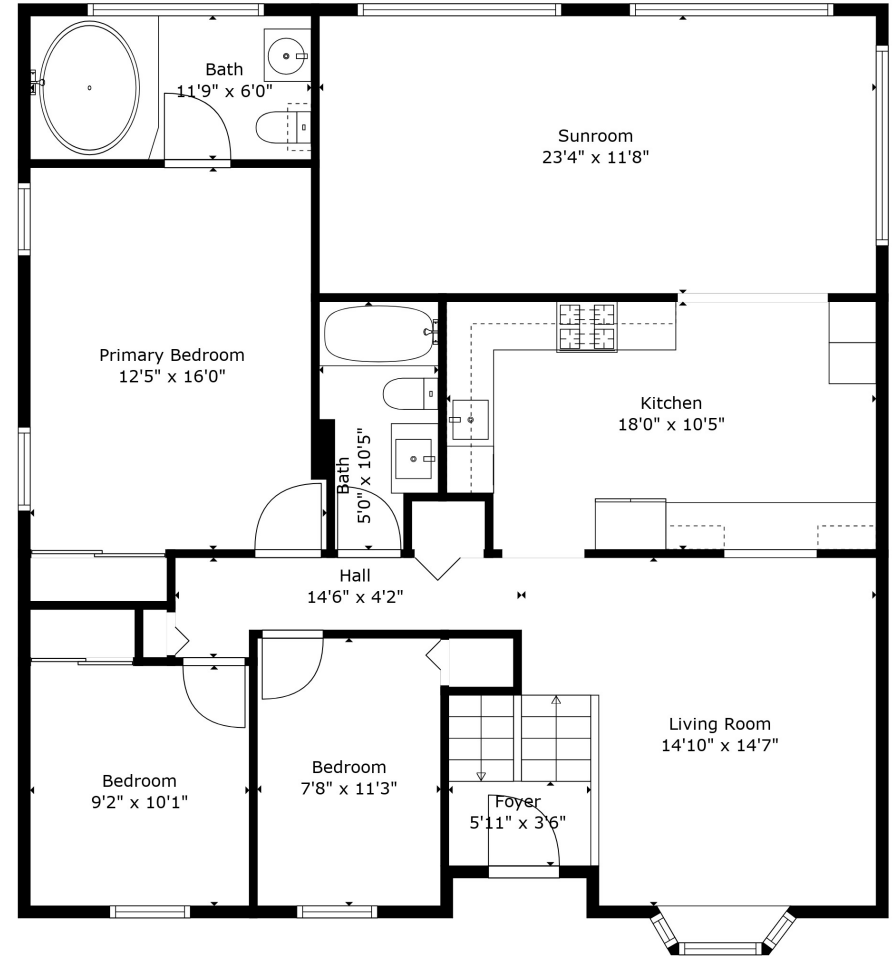 Bath
11'9" x 6'0"
Sunroom
23'4" x 11'8"
Primary Bedroom
12'5" x 16'0"
Kitchen
18'0" x 10'5"
Bath
5'0" x 10'5"
Hall
14'6" x 4'2"
Living Room
14'10" x 14'7"
Bedroom
9'2" x 10'1"
Bedroom
7'8" x 11'3"
Foyer
5'11" x 3'6"